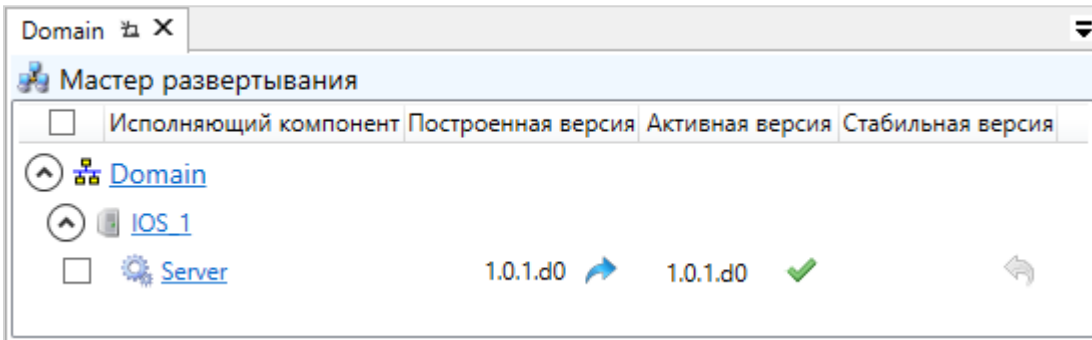 Domain
Мастер развертывания
Исполняющий компонент Построенная версия Активная версия Стабильная версия
Domain
IOS_1
Server 1.0.1.d0 1.0.1.d0